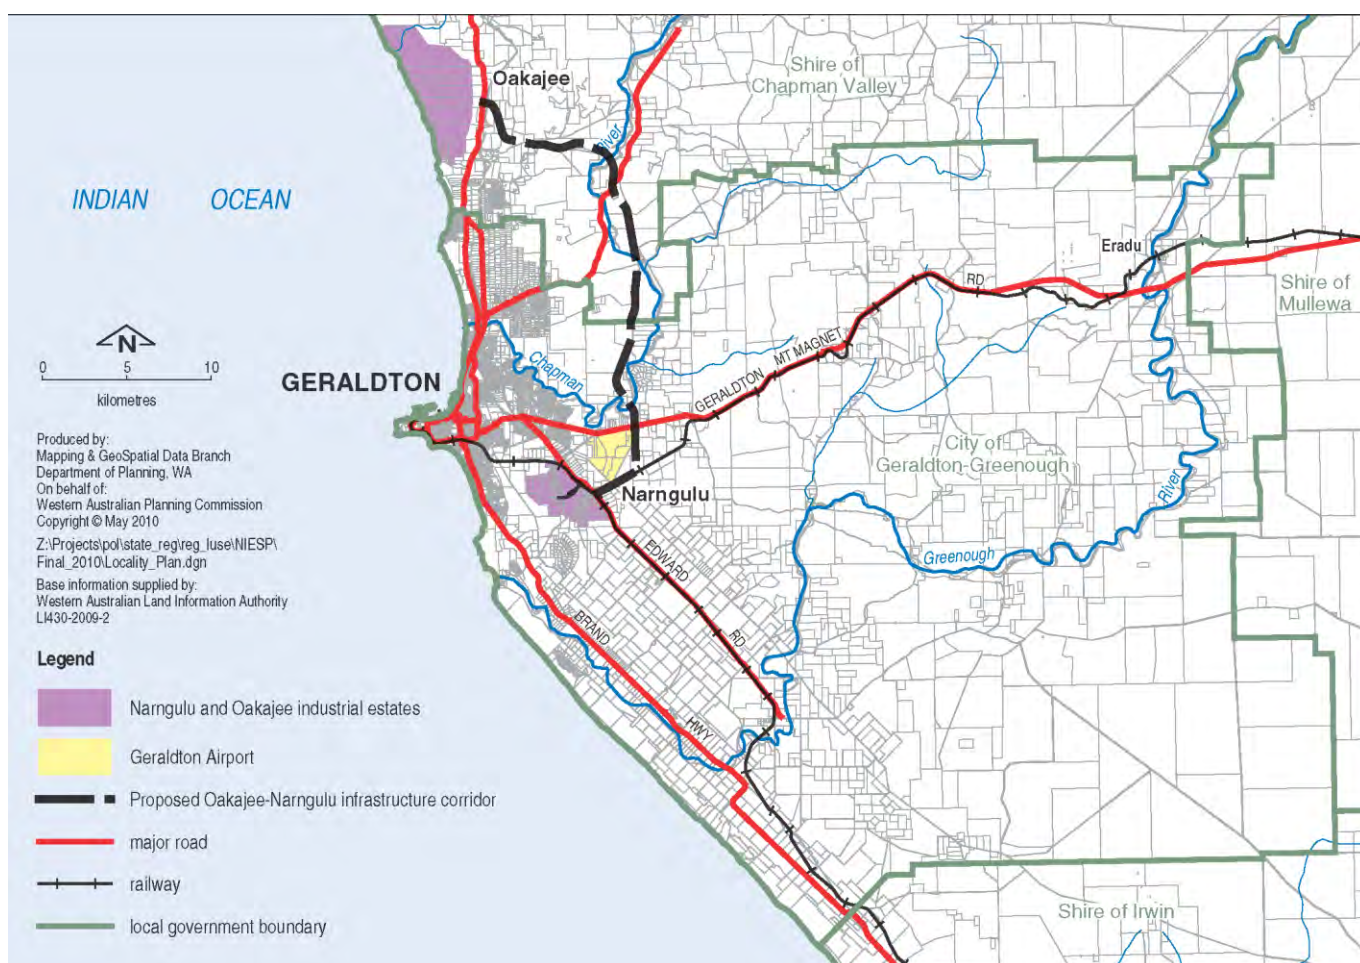 Oakajee
Shire of
Chapman Valley
River
INDIAN OCEAN
Eradu
RD
Shire of
Mullewa
N
0 5 10
kilometres
GERALDTON
Chapman
GERALDTON MT MAGNET
City of
Geraldton-Greenough
River
Narngulu
Greenough
EDWARD
RD
BRAND
HWY
Shire of Irwin
Produced by:
Mapping & GeoSpatial Data Branch
Department of Planning, WA
On behalf of:
Western Australian Planning Commission
Copyright © May 2010
Z:\Projects\pol\state_reg\reg_luse\NIESP\
Final_2010\Locality_Plan.dgn
Base information supplied by:
Western Australian Land Information Authority
LI430-2009-2
Legend
Narngulu and Oakajee industrial estates
Geraldton Airport
Proposed Oakajee-Narngulu infrastructure corridor
major road
railway
local government boundary